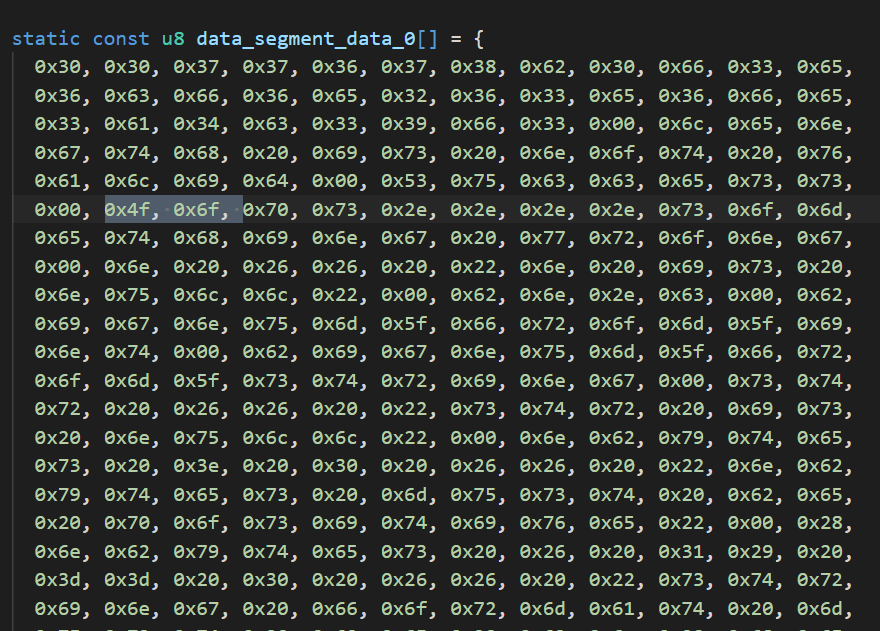 static const u8 data_segment_data_0[] = {
0x30, 0x30, 0x37, 0x37, 0x36, 0x37, 0x38, 0x62, 0x30, 0x66, 0x33, 0x65,
0x36, 0x63, 0x66, 0x36, 0x65, 0x32, 0x36, 0x33, 0x65, 0x36, 0x66, 0x65,
0x33, 0x61, 0x34, 0x63, 0x33, 0x39, 0x66, 0x33, 0x00, 0x6c, 0x65, 0x6e,
0x67, 0x74, 0x68, 0x20, 0x69, 0x73, 0x20, 0x6e, 0x6f, 0x74, 0x20, 0x76,
0x61, 0x6c, 0x69, 0x64, 0x00, 0x53, 0x75, 0x63, 0x63, 0x65, 0x73, 0x73,
0x00, 0x4f, 0x6f, 0x70, 0x73, 0x2e, 0x2e, 0x2e, 0x2e, 0x73, 0x6f, 0x6d,
0x65, 0x74, 0x68, 0x69, 0x6e, 0x67, 0x20, 0x77, 0x72, 0x6f, 0x6e, 0x67,
0x00, 0x6e, 0x20, 0x26, 0x26, 0x20, 0x22, 0x6e, 0x20, 0x69, 0x73, 0x20,
0x6e, 0x75, 0x6c, 0x6c, 0x22, 0x00, 0x62, 0x6e, 0x2e, 0x63, 0x00, 0x62,
0x69, 0x67, 0x6e, 0x75, 0x6d, 0x5f, 0x66, 0x72, 0x6f, 0x6d, 0x5f, 0x69,
0x6e, 0x74, 0x00, 0x62, 0x69, 0x67, 0x6e, 0x75, 0x6d, 0x5f, 0x66, 0x72,
0x6f, 0x6d, 0x5f, 0x73, 0x74, 0x72, 0x69, 0x6e, 0x67, 0x00, 0x73, 0x74,
0x72, 0x20, 0x26, 0x26, 0x20, 0x22, 0x73, 0x74, 0x72, 0x20, 0x69, 0x73,
0x20, 0x6e, 0x75, 0x6c, 0x6c, 0x22, 0x00, 0x6e, 0x62, 0x79, 0x74, 0x65,
0x73, 0x20, 0x3e, 0x20, 0x30, 0x20, 0x26, 0x26, 0x20, 0x22, 0x6e, 0x62,
0x79, 0x74, 0x65, 0x73, 0x20, 0x6d, 0x75, 0x73, 0x74, 0x20, 0x62, 0x65,
0x20, 0x70, 0x6f, 0x73, 0x69, 0x74, 0x69, 0x76, 0x65, 0x22, 0x00, 0x28,
0x6e, 0x62, 0x79, 0x74, 0x65, 0x73, 0x20, 0x26, 0x20, 0x31, 0x29, 0x20,
0x3d, 0x3d, 0x20, 0x30, 0x20, 0x26, 0x26, 0x20, 0x22, 0x73, 0x74, 0x72,
0x69, 0x6e, 0x67, 0x20, 0x66, 0x6f, 0x72, 0x6d, 0x61, 0x74, 0x20, 0x6d,